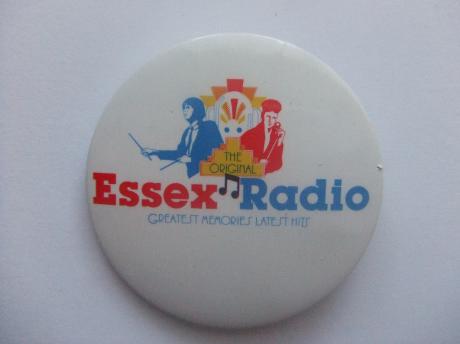 THE
ORIGINAL
Essex Radio
GREATEST MEMORIES LATEST HITS